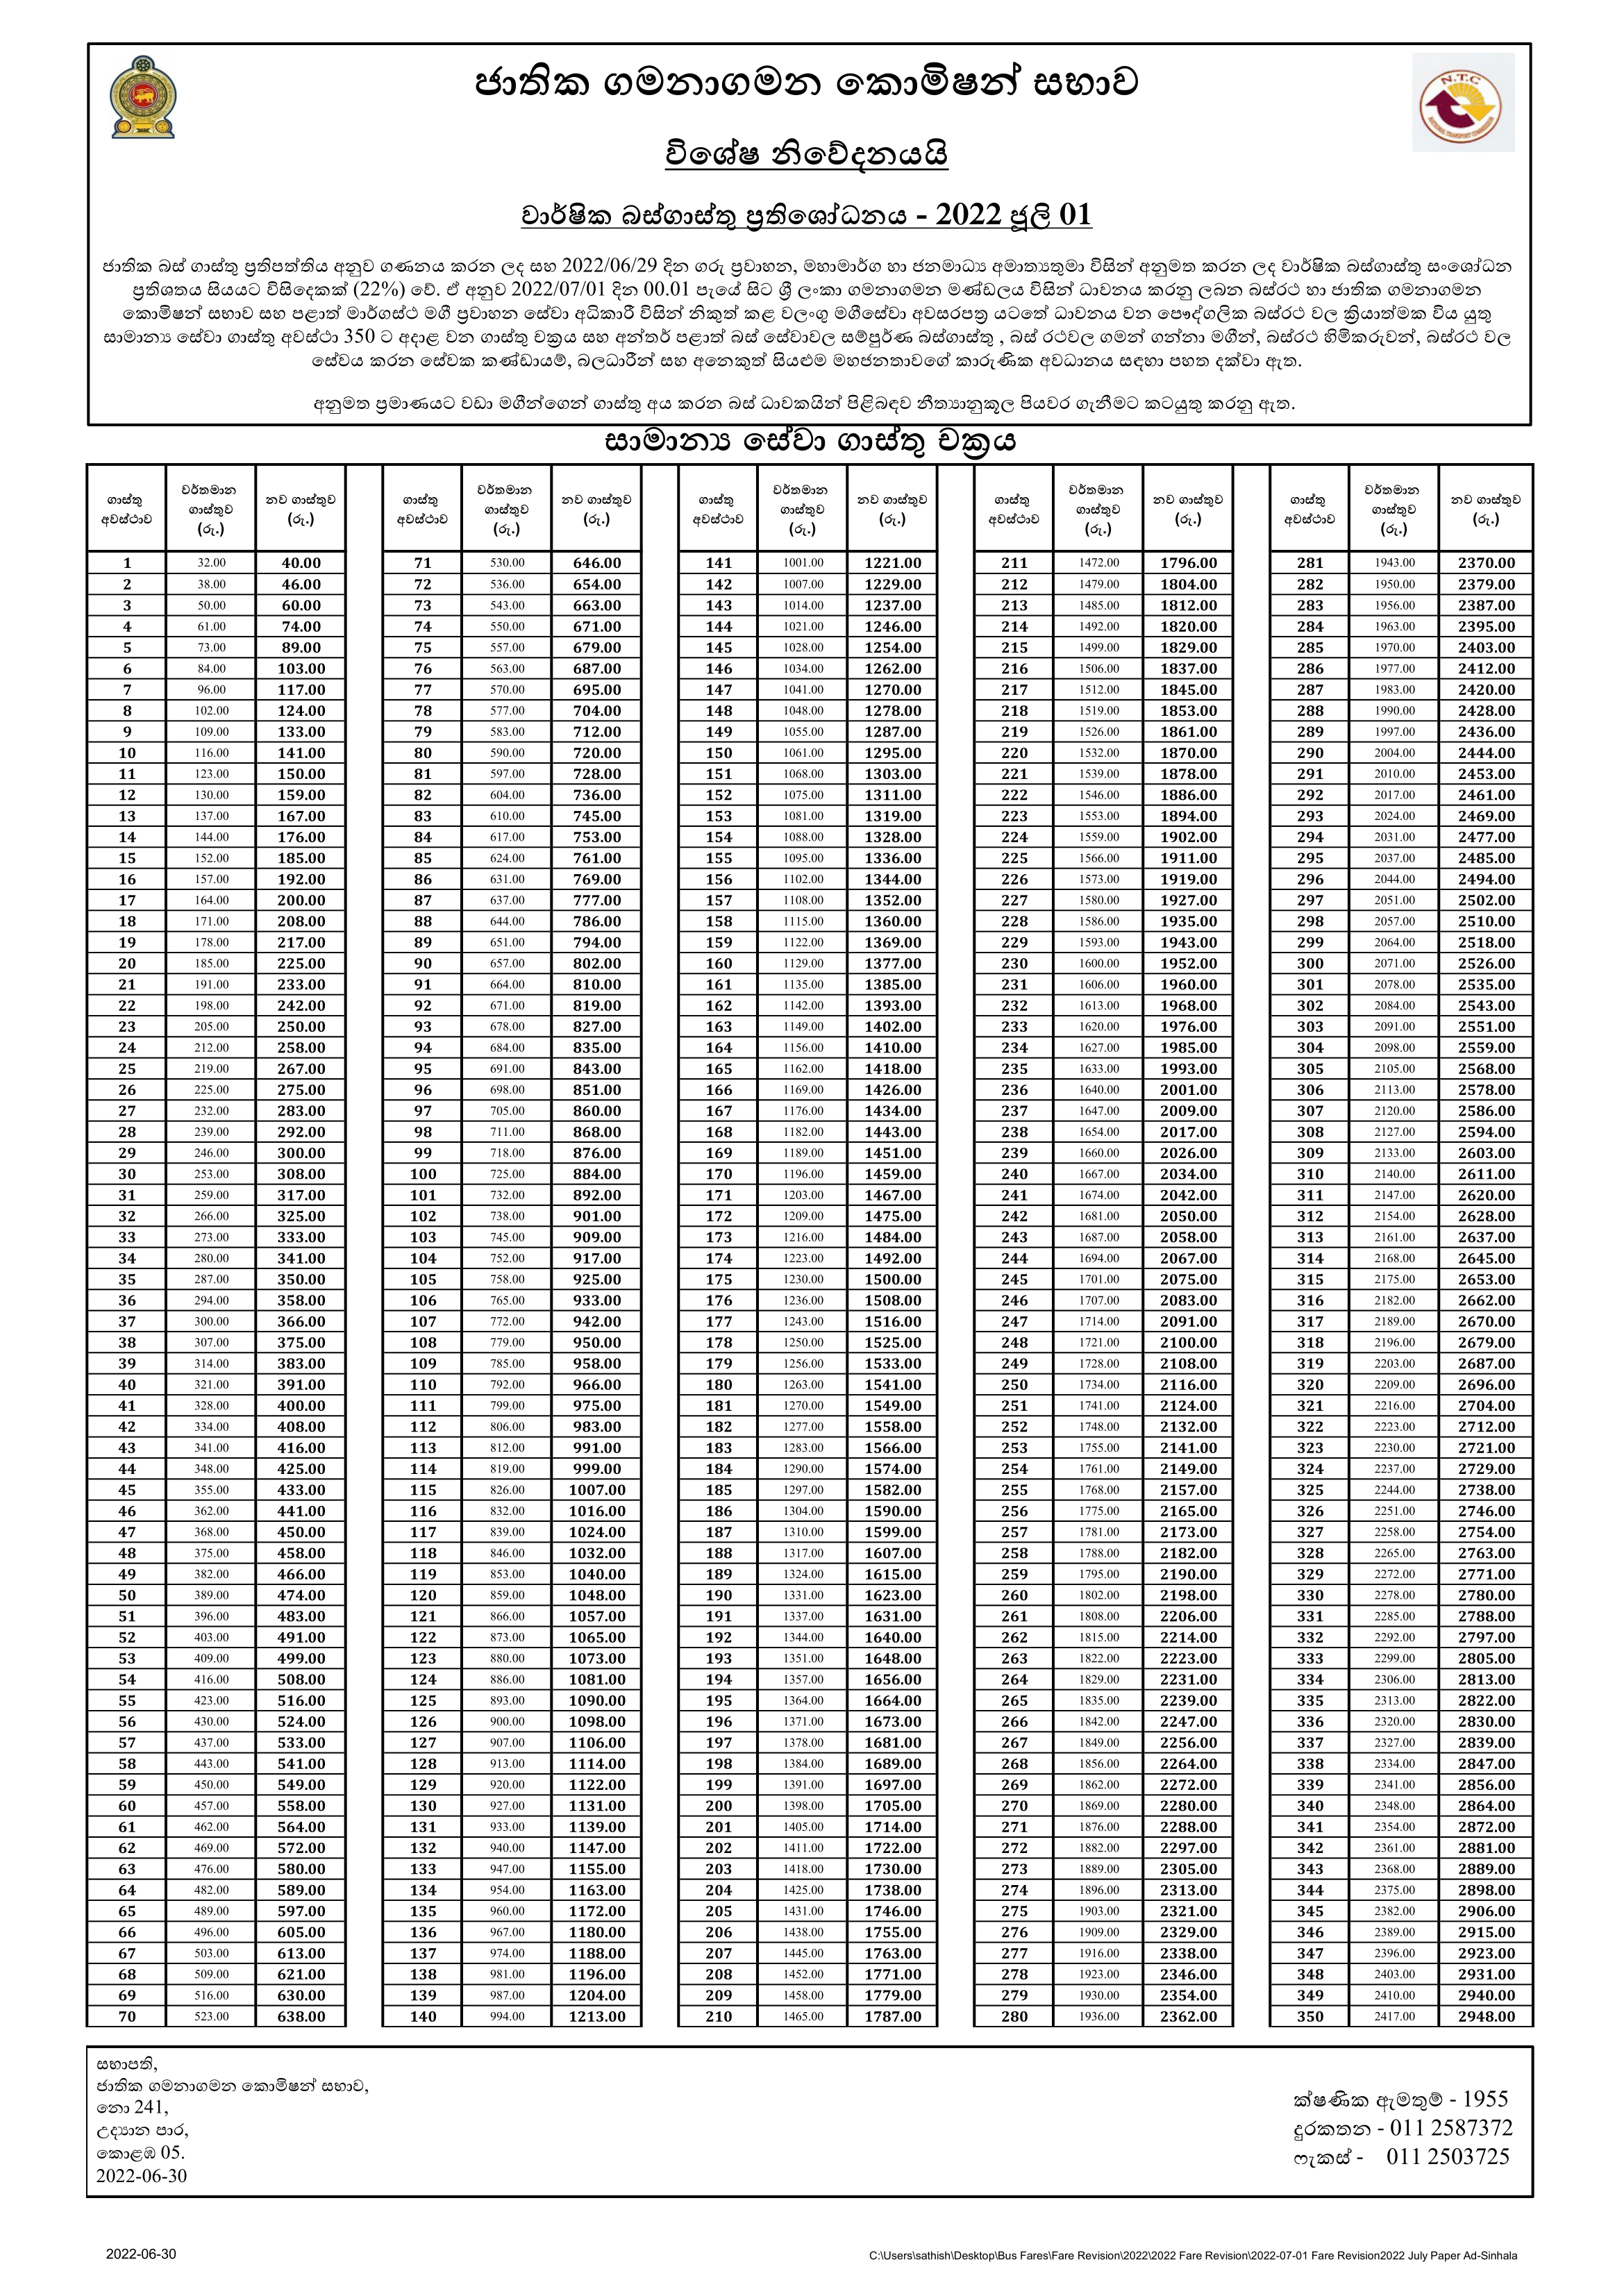 ජාතික ගමනාගමන කොමිෂන් සභාව
N.T.C
NATIONAL TRANSPORT COMMISSION
විශේෂ නිවේදනයයි
වාර්ෂික බස්ගාස්තු ප්‍රතිශෝධනය - 2022 ජූලි 01
ජාතික බස් ගාස්තු ප්‍රතිපත්තිය අනුව ගණනය කරන ලද සහ 2022/06/29 දින ගරු ප්‍රවාහන, මහාමාර්ග හා ජනමාධ්‍ය අමාත්‍යතුමා විසින් අනුමත කරන ලද වාර්ෂික බස්ගාස්තු සංශෝධන
ප්‍රතිශතය සියයට විසිදෙකක් (22%) වේ. ඒ අනුව 2022/07/01 දින 00.01 පැයේ සිට ශ්‍රී ලංකා ගමනාගමන මණ්ඩලය විසින් ධාවනය කරනු ලබන බස්රථ හා ජාතික ගමනාගමන
කොමිෂන් සභාව සහ පළාත් මාර්ගස්ථ මගී ප්‍රවාහන සේවා අධිකාරී විසින් නිකුත් කළ වලංගු මගීසේවා අවසරපත්‍ර යටතේ ධාවනය වන පෞද්ගලික බස්රථ වල ක්‍රියාත්මක විය යුතු
සාමාන්‍ය සේවා ගාස්තු අවස්ථා 350 ට අදාළ වන ගාස්තු චක්‍රය සහ අන්තර් පළාත් බස් සේවාවල සම්පුර්ණ බස්ගාස්තු , බස් රථවල ගමන් ගන්නා මගීන්, බස්රථ හිමිකරුවන්, බස්රථ වල
සේවය කරන සේවක කණ්ඩායම්, බලධාරීන් සහ අනෙකුත් සියළුම මහජනතාවගේ කාරුණික අවධානය සඳහා පහත දක්වා ඇත.
අනුමත ප්‍රමාණයට වඩා මගීන්ගෙන් ගාස්තු අය කරන බස් ධාවකයින් පිළිබඳව නීත්‍යානුකූල පියවර ගැනීමට කටයුතු කරනු ඇත.
සාමාන්‍ය සේවා ගාස්තු චක්‍රය
ගාස්තු අවස්ථාව වර්තමාන ගාස්තුව (රු.) නව ගාස්තුව (රු.) ගාස්තු අවස්ථාව වර්තමාන ගාස්තුව (රු.) නව ගාස්තුව (රු.) ගාස්තු අවස්ථාව වර්තමාන ගාස්තුව (රු.) නව ගාස්තුව (රු.) ගාස්තු අවස්ථාව වර්තමාන ගාස්තුව (රු.) නව ගාස්තුව (රු.) ගාස්තු අවස්ථාව වර්තමාන ගාස්තුව (රු.) නව ගාස්තුව (රු.)
1 32.00 40.00 71 530.00 646.00 141 1001.00 1221.00 211 1472.00 1796.00 281 1943.00 2370.00
2 38.00 46.00 72 536.00 654.00 142 1007.00 1229.00 212 1479.00 1804.00 282 1950.00 2379.00
3 50.00 60.00 73 543.00 663.00 143 1014.00 1237.00 213 1485.00 1812.00 283 1956.00 2387.00
4 61.00 74.00 74 550.00 671.00 144 1021.00 1246.00 214 1492.00 1820.00 284 1963.00 2395.00
5 73.00 89.00 75 557.00 679.00 145 1028.00 1254.00 215 1499.00 1829.00 285 1970.00 2403.00
6 84.00 103.00 76 563.00 687.00 146 1034.00 1262.00 216 1506.00 1837.00 286 1977.00 2412.00
7 96.00 117.00 77 570.00 695.00 147 1041.00 1270.00 217 1512.00 1845.00 287 1983.00 2420.00
8 102.00 124.00 78 577.00 704.00 148 1048.00 1278.00 218 1519.00 1853.00 288 1990.00 2428.00
9 109.00 133.00 79 583.00 712.00 149 1055.00 1287.00 219 1526.00 1861.00 289 1997.00 2436.00
10 116.00 141.00 80 590.00 720.00 150 1061.00 1295.00 220 1532.00 1870.00 290 2004.00 2444.00
11 123.00 150.00 81 597.00 728.00 151 1068.00 1303.00 221 1539.00 1878.00 291 2010.00 2453.00
12 130.00 159.00 82 604.00 736.00 152 1075.00 1311.00 222 1546.00 1886.00 292 2017.00 2461.00
13 137.00 167.00 83 610.00 745.00 153 1081.00 1319.00 223 1553.00 1894.00 293 2024.00 2469.00
14 144.00 176.00 84 617.00 753.00 154 1088.00 1328.00 224 1559.00 1902.00 294 2031.00 2477.00
15 152.00 185.00 85 624.00 761.00 155 1095.00 1336.00 225 1566.00 1911.00 295 2037.00 2485.00
16 157.00 192.00 86 631.00 769.00 156 1102.00 1344.00 226 1573.00 1919.00 296 2044.00 2494.00
17 164.00 200.00 87 637.00 777.00 157 1108.00 1352.00 227 1580.00 1927.00 297 2051.00 2502.00
18 171.00 208.00 88 644.00 786.00 158 1115.00 1360.00 228 1586.00 1935.00 298 2057.00 2510.00
19 178.00 217.00 89 651.00 794.00 159 1122.00 1369.00 229 1593.00 1943.00 299 2064.00 2518.00
20 185.00 225.00 90 657.00 802.00 160 1129.00 1377.00 230 1600.00 1952.00 300 2071.00 2526.00
21 191.00 233.00 91 664.00 810.00 161 1135.00 1385.00 231 1606.00 1960.00 301 2078.00 2535.00
22 198.00 242.00 92 671.00 819.00 162 1142.00 1393.00 232 1613.00 1968.00 302 2084.00 2543.00
23 205.00 250.00 93 678.00 827.00 163 1149.00 1402.00 233 1620.00 1976.00 303 2091.00 2551.00
24 212.00 258.00 94 684.00 835.00 164 1156.00 1410.00 234 1627.00 1985.00 304 2098.00 2559.00
25 219.00 267.00 95 691.00 843.00 165 1162.00 1418.00 235 1633.00 1993.00 305 2105.00 2568.00
26 225.00 275.00 96 698.00 851.00 166 1169.00 1426.00 236 1640.00 2001.00 306 2113.00 2578.00
27 232.00 283.00 97 705.00 860.00 167 1176.00 1434.00 237 1647.00 2009.00 307 2120.00 2586.00
28 239.00 292.00 98 711.00 868.00 168 1182.00 1443.00 238 1654.00 2017.00 308 2127.00 2594.00
29 246.00 300.00 99 718.00 876.00 169 1189.00 1451.00 239 1660.00 2026.00 309 2133.00 2603.00
30 253.00 308.00 100 725.00 884.00 170 1196.00 1459.00 240 1667.00 2034.00 310 2140.00 2611.00
31 259.00 317.00 101 732.00 892.00 171 1203.00 1467.00 241 1674.00 2042.00 311 2147.00 2620.00
32 266.00 325.00 102 738.00 901.00 172 1209.00 1475.00 242 1681.00 2050.00 312 2154.00 2628.00
33 273.00 333.00 103 745.00 909.00 173 1216.00 1484.00 243 1687.00 2058.00 313 2161.00 2637.00
34 280.00 341.00 104 752.00 917.00 174 1223.00 1492.00 244 1694.00 2067.00 314 2168.00 2645.00
35 287.00 350.00 105 758.00 925.00 175 1230.00 1500.00 245 1701.00 2075.00 315 2175.00 2653.00
36 294.00 358.00 106 765.00 933.00 176 1236.00 1508.00 246 1707.00 2083.00 316 2182.00 2662.00
37 300.00 366.00 107 772.00 942.00 177 1243.00 1516.00 247 1714.00 2091.00 317 2189.00 2670.00
38 307.00 375.00 108 779.00 950.00 178 1250.00 1525.00 248 1721.00 2100.00 318 2196.00 2679.00
39 314.00 383.00 109 785.00 958.00 179 1256.00 1533.00 249 1728.00 2108.00 319 2203.00 2687.00
40 321.00 391.00 110 792.00 966.00 180 1263.00 1541.00 250 1734.00 2116.00 320 2209.00 2696.00
41 328.00 400.00 111 799.00 975.00 181 1270.00 1549.00 251 1741.00 2124.00 321 2216.00 2704.00
42 334.00 408.00 112 806.00 983.00 182 1277.00 1558.00 252 1748.00 2132.00 322 2223.00 2712.00
43 341.00 416.00 113 812.00 991.00 183 1283.00 1566.00 253 1755.00 2141.00 323 2230.00 2721.00
44 348.00 425.00 114 819.00 999.00 184 1290.00 1574.00 254 1761.00 2149.00 324 2237.00 2729.00
45 355.00 433.00 115 826.00 1007.00 185 1297.00 1582.00 255 1768.00 2157.00 325 2244.00 2738.00
46 362.00 441.00 116 832.00 1016.00 186 1304.00 1590.00 256 1775.00 2165.00 326 2251.00 2746.00
47 368.00 450.00 117 839.00 1024.00 187 1310.00 1599.00 257 1781.00 2173.00 327 2258.00 2754.00
48 375.00 458.00 118 846.00 1032.00 188 1317.00 1607.00 258 1788.00 2182.00 328 2265.00 2763.00
49 382.00 466.00 119 853.00 1040.00 189 1324.00 1615.00 259 1795.00 2190.00 329 2272.00 2771.00
50 389.00 474.00 120 859.00 1048.00 190 1331.00 1623.00 260 1802.00 2198.00 330 2278.00 2780.00
51 396.00 483.00 121 866.00 1057.00 191 1337.00 1631.00 261 1808.00 2206.00 331 2285.00 2788.00
52 403.00 491.00 122 873.00 1065.00 192 1344.00 1640.00 262 1815.00 2214.00 332 2292.00 2797.00
53 409.00 499.00 123 880.00 1073.00 193 1351.00 1648.00 263 1822.00 2223.00 333 2299.00 2805.00
54 416.00 508.00 124 886.00 1081.00 194 1357.00 1656.00 264 1829.00 2231.00 334 2306.00 2813.00
55 423.00 516.00 125 893.00 1090.00 195 1364.00 1664.00 265 1835.00 2239.00 335 2313.00 2822.00
56 430.00 524.00 126 900.00 1098.00 196 1371.00 1673.00 266 1842.00 2247.00 336 2320.00 2830.00
57 437.00 533.00 127 907.00 1106.00 197 1378.00 1681.00 267 1849.00 2256.00 337 2327.00 2839.00
58 443.00 541.00 128 913.00 1114.00 198 1384.00 1689.00 268 1856.00 2264.00 338 2334.00 2847.00
59 450.00 549.00 129 920.00 1122.00 199 1391.00 1697.00 269 1862.00 2272.00 339 2341.00 2856.00
60 457.00 558.00 130 927.00 1131.00 200 1398.00 1705.00 270 1869.00 2280.00 340 2348.00 2864.00
61 462.00 564.00 131 933.00 1139.00 201 1405.00 1714.00 271 1876.00 2288.00 341 2354.00 2872.00
62 469.00 572.00 132 940.00 1147.00 202 1411.00 1722.00 272 1882.00 2297.00 342 2361.00 2881.00
63 476.00 580.00 133 947.00 1155.00 203 1418.00 1730.00 273 1889.00 2305.00 343 2368.00 2889.00
64 482.00 589.00 134 954.00 1163.00 204 1425.00 1738.00 274 1896.00 2313.00 344 2375.00 2898.00
65 489.00 597.00 135 960.00 1172.00 205 1431.00 1746.00 275 1903.00 2321.00 345 2382.00 2906.00
66 496.00 605.00 136 967.00 1180.00 206 1438.00 1755.00 276 1909.00 2329.00 346 2389.00 2915.00
67 503.00 613.00 137 974.00 1188.00 207 1445.00 1763.00 277 1916.00 2338.00 347 2396.00 2923.00
68 509.00 621.00 138 981.00 1196.00 208 1452.00 1771.00 278 1923.00 2346.00 348 2403.00 2931.00
69 516.00 630.00 139 987.00 1204.00 209 1458.00 1779.00 279 1930.00 2354.00 349 2410.00 2940.00
70 523.00 638.00 140 994.00 1213.00 210 1465.00 1787.00 280 1936.00 2362.00 350 2417.00 2948.00
සභාපති,
ජාතික ගමනාගමන කොමිෂන් සභාව,
නො 241,
උද්‍යාන පාර,
කොළඹ 05.
2022-06-30
ක්ෂණික ඇමතුම් - 1955
දුරකතන - 011 2587372
ෆැකස් - 011 2503725
2022-06-30
C:\Users\sathish\Desktop\Bus Fares\Fare Revision\2022\2022 Fare Revision\2022-07-01 Fare Revision2022 July Paper Ad-Sinhala